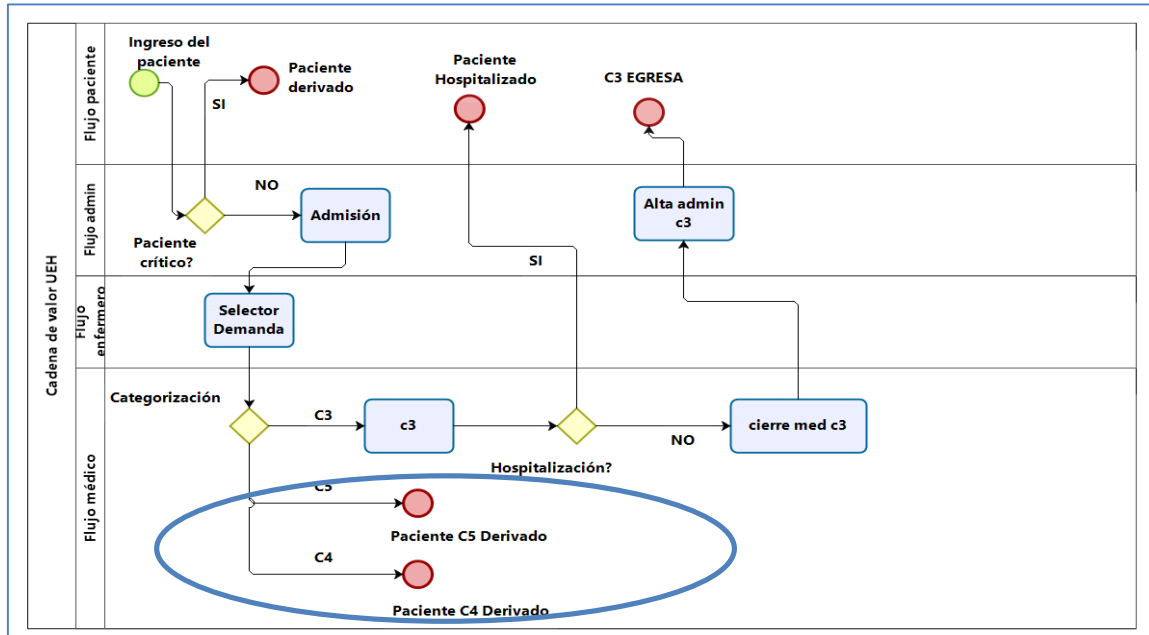 Cadena de valor UEH
Flujo paciente
Ingreso del
paciente
SI
Paciente
derivado
Paciente
Hospitalizado
C3 EGRESA
Flujo admin
NO
Admisión
Paciente
crítico?
SI
Alta admin
c3
Flujo
enfermero
Selector
Demanda
Flujo médico
Categorización
C3
c3
Hospitalización?
NO
cierre med c3
C5
Paciente C5 Derivado
C4
Paciente C4 Derivado